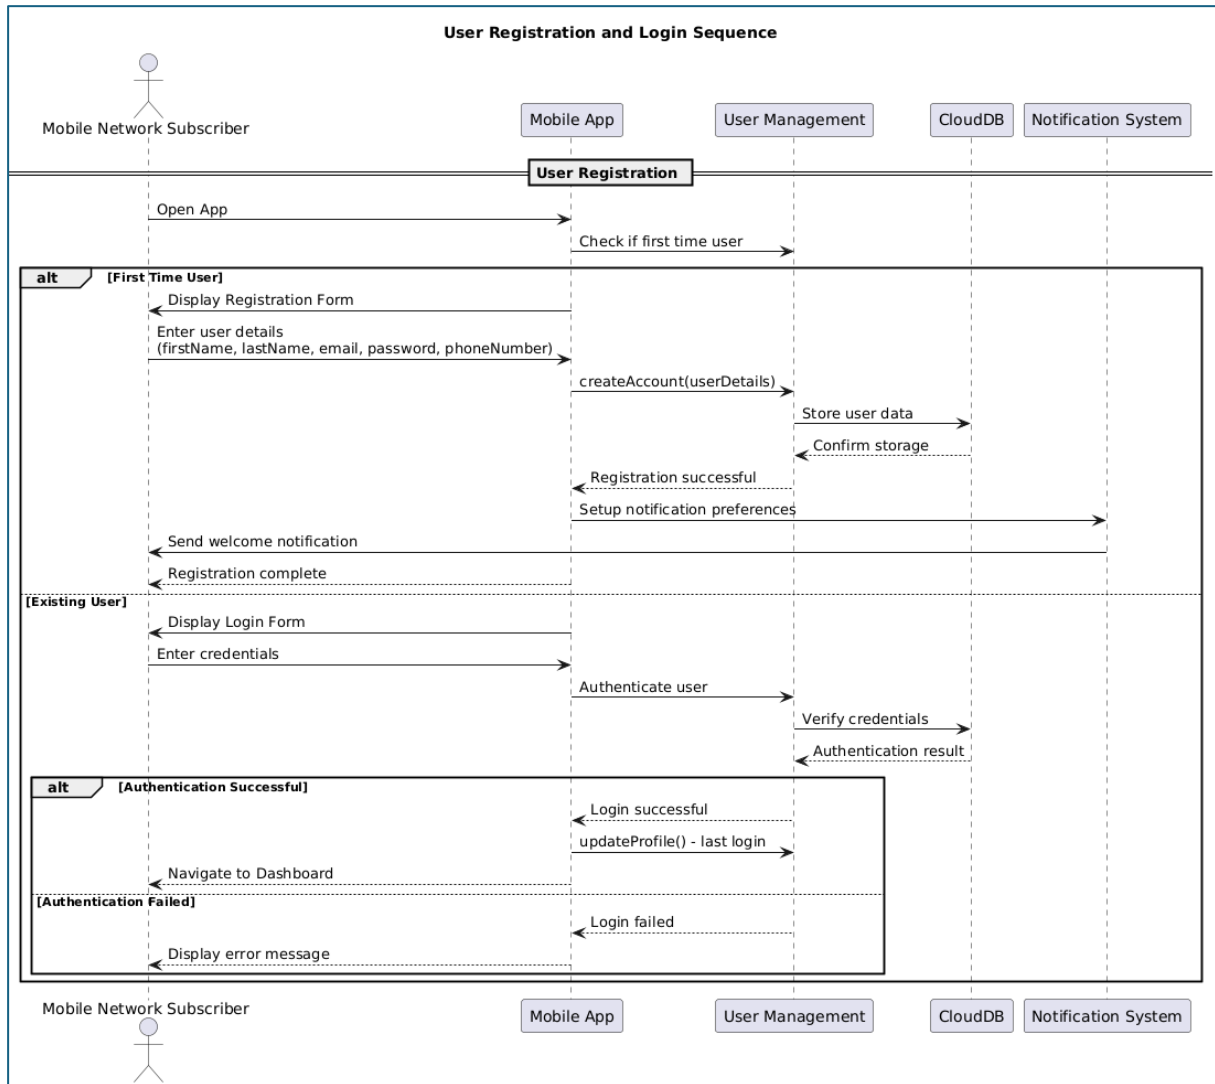 User Registration and Login Sequence
Mobile Network Subscriber
Mobile App
User Management
CloudDB
Notification System
User Registration
Open App
Check if first time user
alt
[First Time User]
Display Registration Form
Enter user details
(firstName, lastName, email, password, phoneNumber)
createAccount(userDetails)
Store user data
Confirm storage
Registration successful
Setup notification preferences
Send welcome notification
Registration complete
[Existing User]
Display Login Form
Enter credentials
Authenticate user
Verify credentials
Authentication result
alt
[Authentication Successful]
Login successful
updateProfile() - last login
Navigate to Dashboard
[Authentication Failed]
Login failed
Display error message
Mobile Network Subscriber
Mobile App
User Management
CloudDB
Notification System